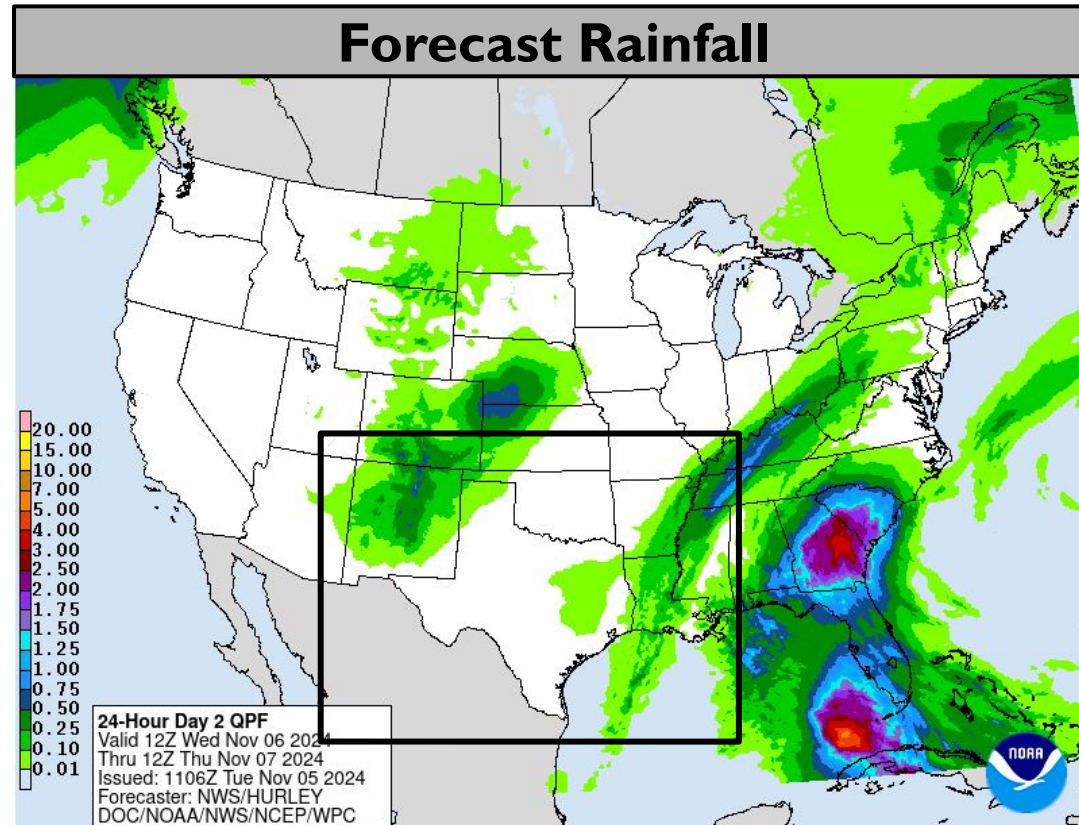 Forecast Rainfall
20.00
15.00
10.00
7.00
5.00
4.00
3.00
2.50
2.00
1.75
1.50
1.25
1.00
0.75
0.50
0.25
0.10
0.01
24-Hour Day 2 QPF
Valid 12Z Wed Nov 06 2024
Thru 12Z Thu Nov 07 2024
Issued: 1106Z Tue Nov 05 2024
Forecaster: NWS/HURLEY
DOC/NOAA/NWS/NCEP/WPC
NOAA